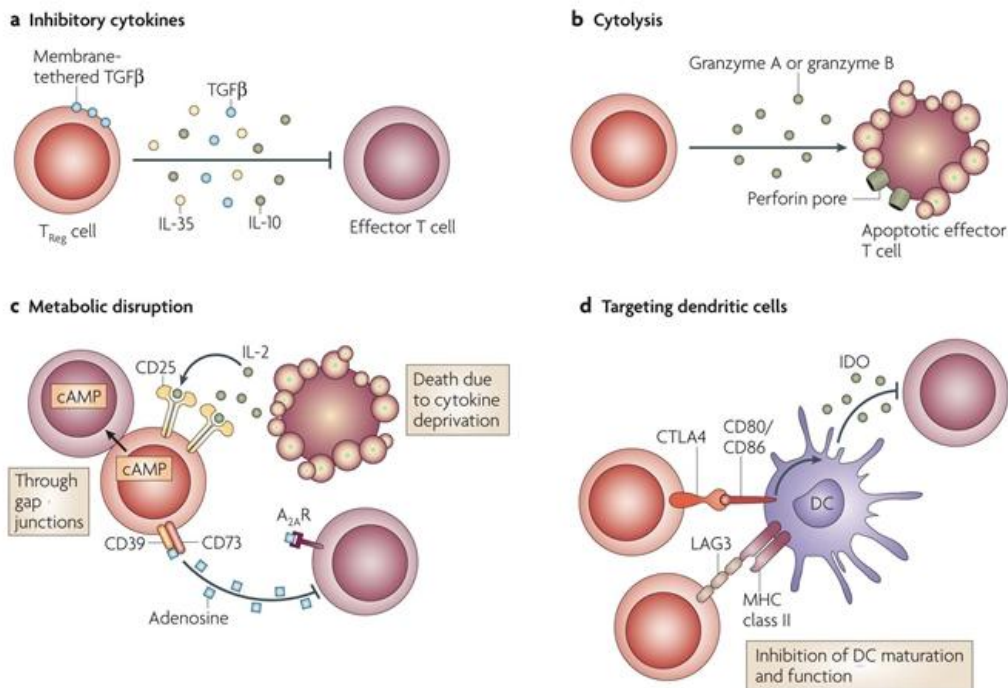 a Inhibitory cytokines
Membrane-
tethered TGFβ
TGFβ
IL-35
IL-10
T_Reg cell
Effector T cell
b Cytolysis
Granzyme A or granzyme B
Perforin pore
Apoptotic effector
T cell
c Metabolic disruption
CD25
IL-2
cAMP
cAMP
Death due
to cytokine
deprivation
Through
gap
junctions
CD39
CD73
A2AR
Adenosine
d Targeting dendritic cells
IDO
CTLA4
CD80/
CD86
DC
LAG3
MHC
class II
Inhibition of DC maturation
and function